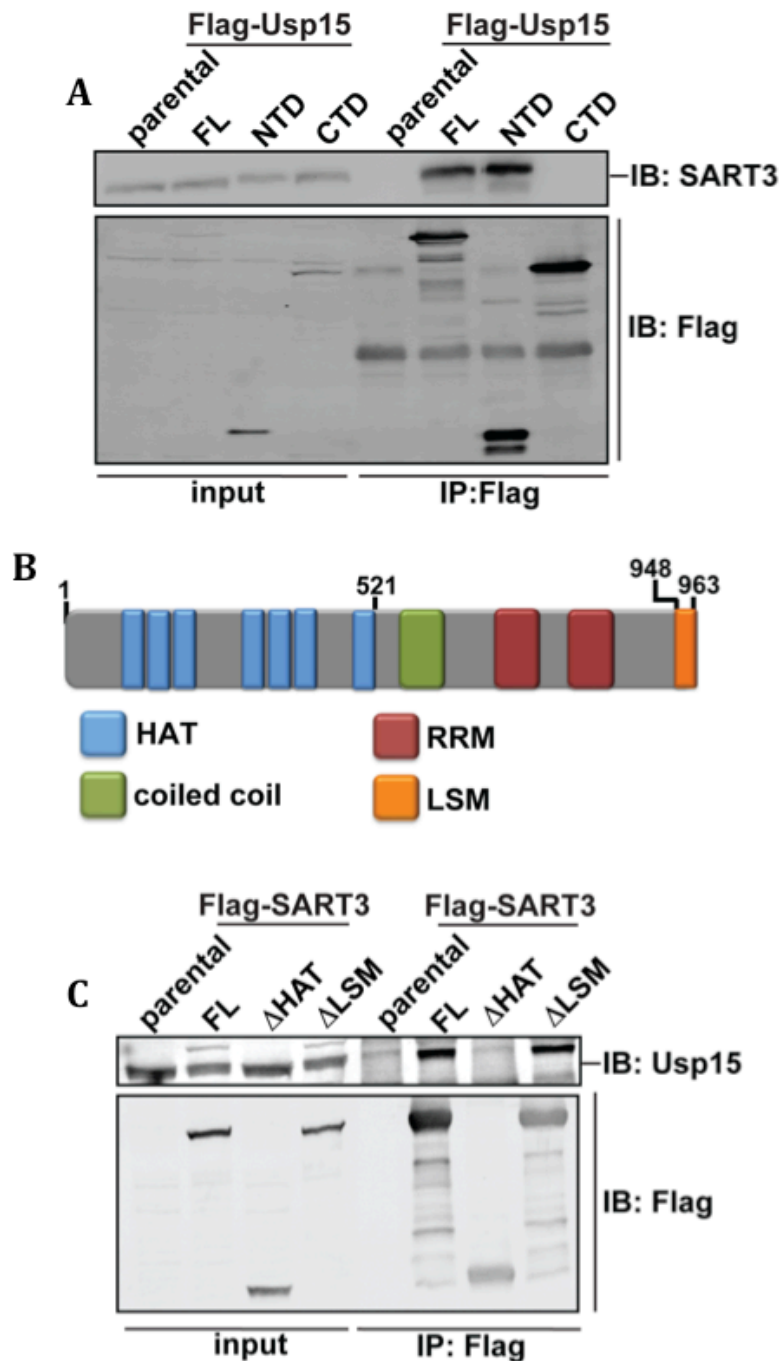 Flag-Usp15 Flag-Usp15
A
parental FL NTD CTD parental FL NTD CTD
IB: SART3
IB: Flag
input IP:Flag
B
1 521 948 963
HAT RRM
coiled coil LSM
Flag-SART3 Flag-SART3
C
parental FL ΔHAT ΔLSM parental FL ΔHAT ΔLSM
IB: Usp15
IB: Flag
input IP: Flag